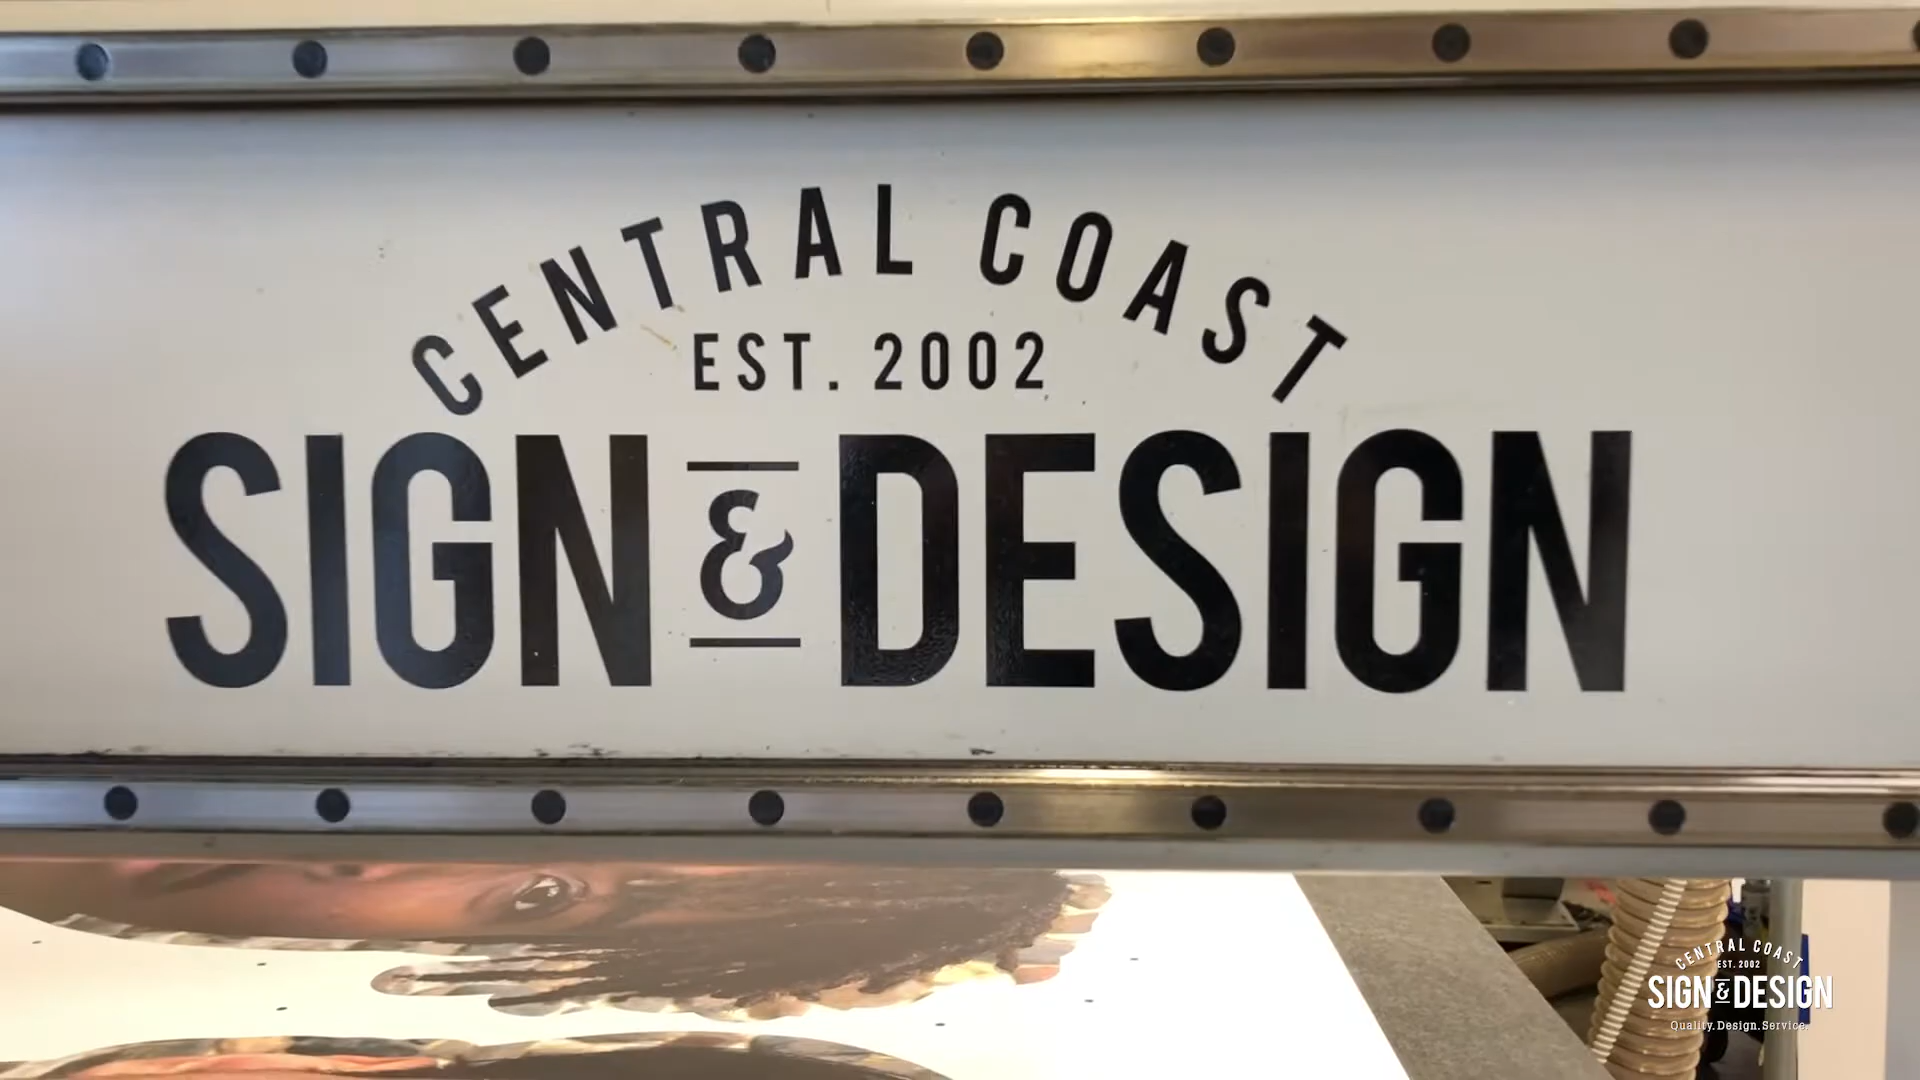 CENTRAL COAST
EST. 2002
SIGN & DESIGN
CENTRAL COAST
EST. 2002
SIGN & DESIGN
Quality. Design. Service.